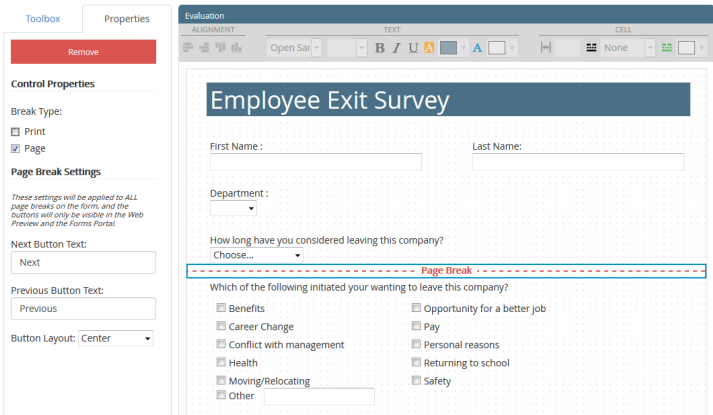 Toolbox
Properties
Remove
Control Properties
Break Type:
Print
Page
Page Break Settings
These settings will be applied to ALL
page breaks on the form, and the
buttons will only be visible in the Web
Preview and the Forms Portal.
Next Button Text:
Next
Previous Button Text:
Previous
Button Layout: Center
Evaluation
ALIGNMENT TEXT CELL
Open Sar B I U A A None
Employee Exit Survey
First Name : Last Name:
Department :
How long have you considered leaving this company?
Choose...
Page Break
Which of the following initiated your wanting to leave this company?
Benefits Opportunity for a better job
Career Change Pay
Conflict with management Personal reasons
Health Returning to school
Moving/Relocating Safety
Other